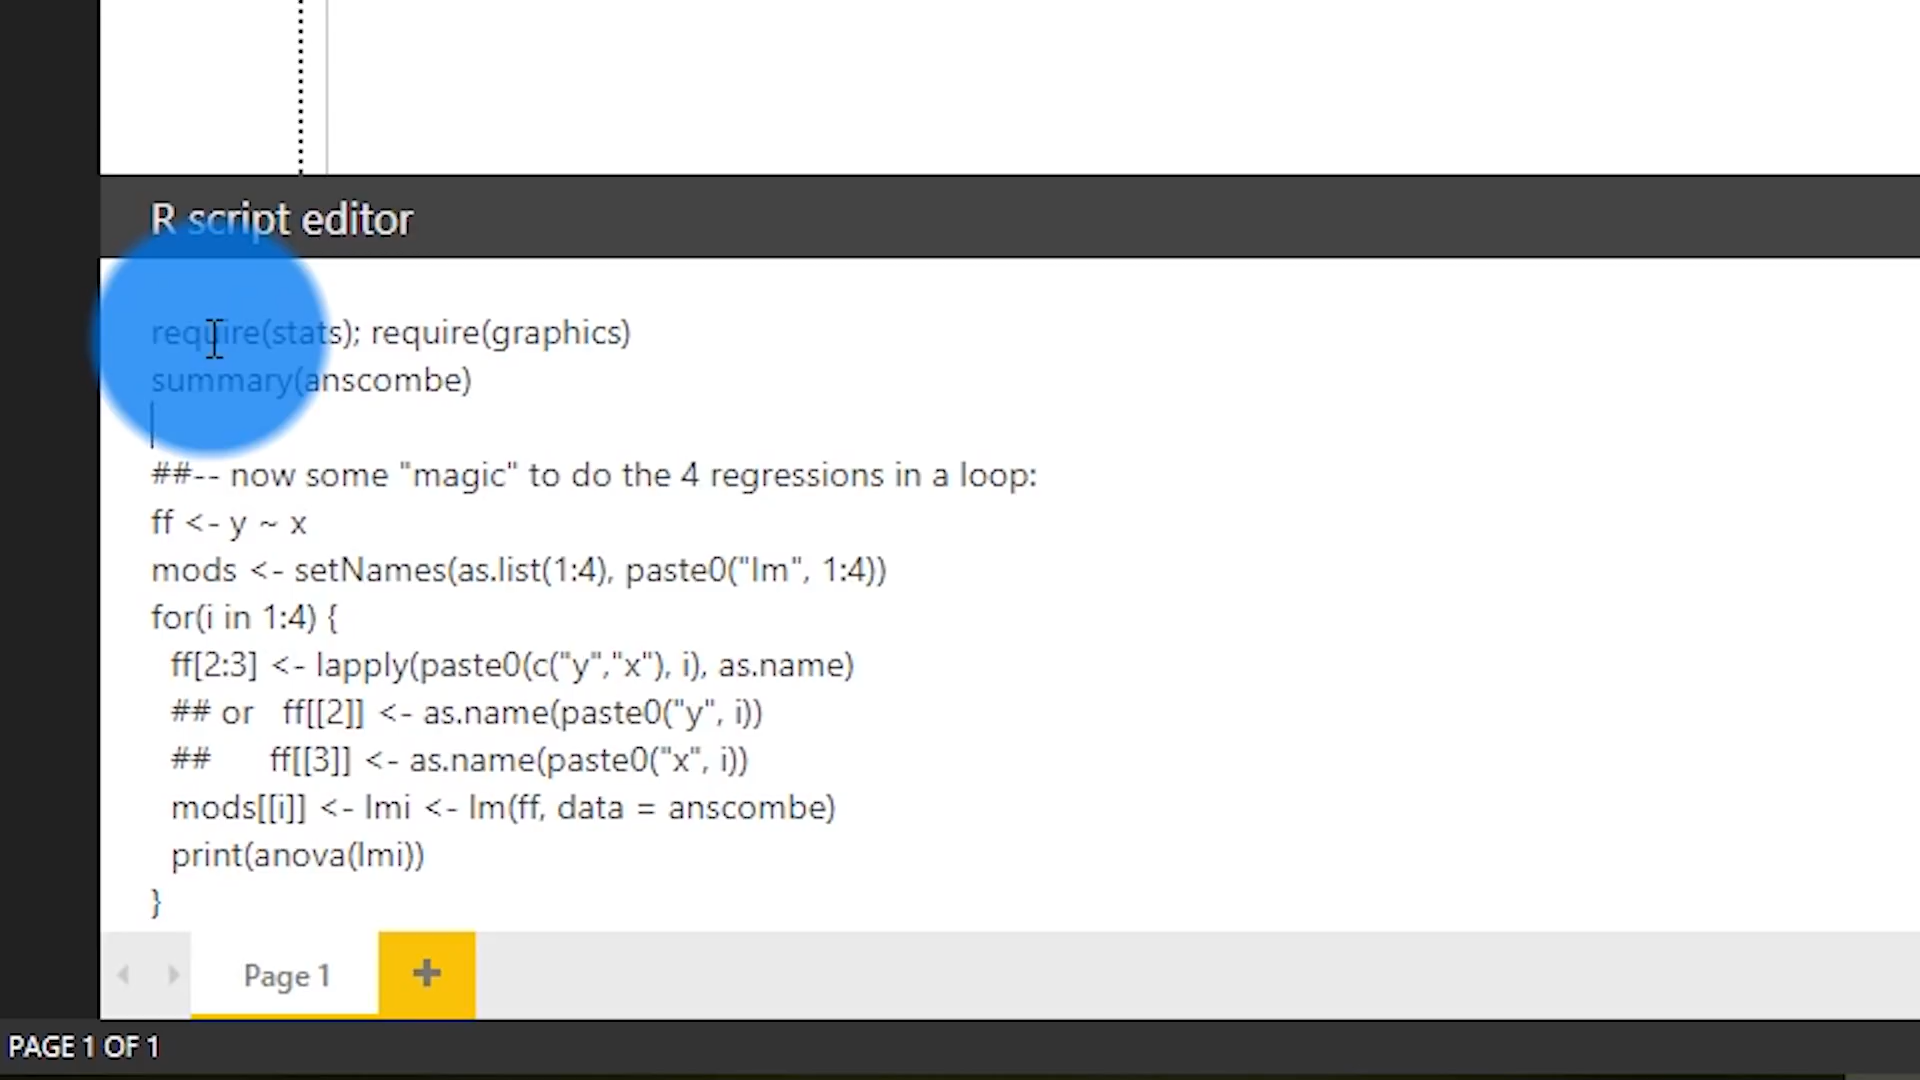 R script editor
require(stats); require(graphics)
summary(anscombe)
##-- now some "magic" to do the 4 regressions in a loop:
ff <- y ~ x
mods <- setNames(as.list(1:4), paste0("lm", 1:4))
for(i in 1:4) {
  ff[2:3] <- lapply(paste0(c("y","x"), i), as.name)
  ## or   ff[[2]] <- as.name(paste0("y", i))
  ##      ff[[3]] <- as.name(paste0("x", i))
  mods[[i]] <- lmi <- lm(ff, data = anscombe)
  print(anova(lmi))
}
Page 1
PAGE 1 OF 1